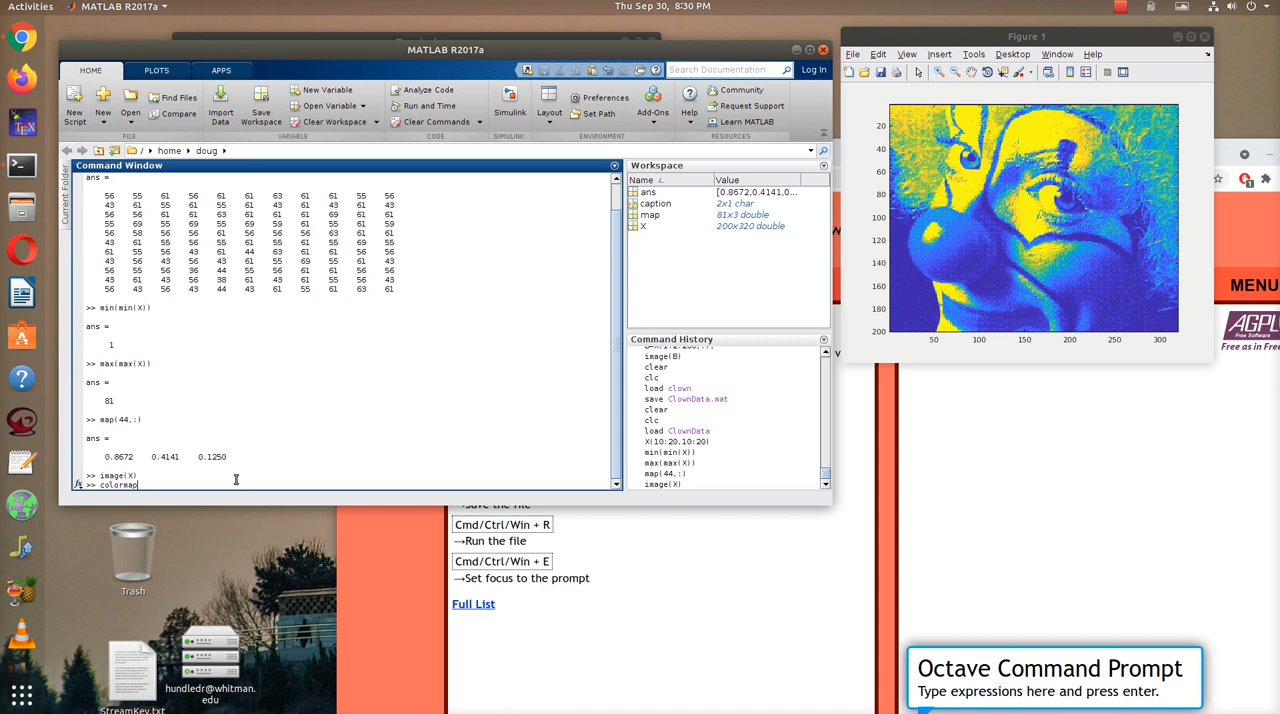 Activities
MATLAB R2017a
Thu Sep 30, 8:30 PM
MATLAB R2017a
HOME
PLOTS
APPS
Search Documentation
Log In
New Script
New
Open
Find Files
Compare
FILE
Import Data
Save Workspace
New Variable
Open Variable
Clear Workspace
VARIABLE
Analyze Code
Run and Time
Clear Commands
CODE
Simulink
SIMULINK
Layout
Preferences
Set Path
Add-Ons
ENVIRONMENT
Help
Community
Request Support
Learn MATLAB
RESOURCES
/ home doug
Current Folder
Command Window
ans =
56 55 61 56 61 61 63 61 61 55 56
43 61 55 43 61 55 61 43 61 61 43
56 56 61 61 63 61 61 61 69 61 61
55 69 55 69 55 69 59 61 55 61 59
56 58 56 56 61 56 61 56 69 61 61
43 61 56 55 61 55 61 55 61 69 55
61 55 56 43 61 44 63 61 61 56 56
43 56 43 56 43 61 55 69 55 61 43
56 55 56 36 44 55 56 61 61 56 56
43 61 43 56 38 61 43 61 55 61 43
56 43 56 43 44 43 61 55 61 63 61
>> min(min(X))
ans =
1
>> max(max(X))
ans =
81
>> map(44,:)
ans =
0.8672 0.4141 0.1250
>> image(X)
fx >> colormap
Workspace
Name Value
ans [0.8672,0.4141,0...
caption 2x1 char
map 81x3 double
X 200x320 double
Command History
image(B)
clear
clc
load clown
save ClownData.mat
clear
clc
load ClownData
X(10:20,10:20)
min(min(X))
max(max(X))
map(44,:)
image(X)
Figure 1
File Edit View Insert Tools Desktop Window Help
20
40
60
80
100
120
140
160
180
200
50 100 150 200 250 300
MENU
AGPL
Free Software
Free as in Free
→Save the file
Cmd/Ctrl/Win + R
→Run the file
Cmd/Ctrl/Win + E
→Set focus to the prompt
Full List
Octave Command Prompt
Type expressions here and press enter.
Trash
StreamKey.txt
hundledr@whitman.
edu